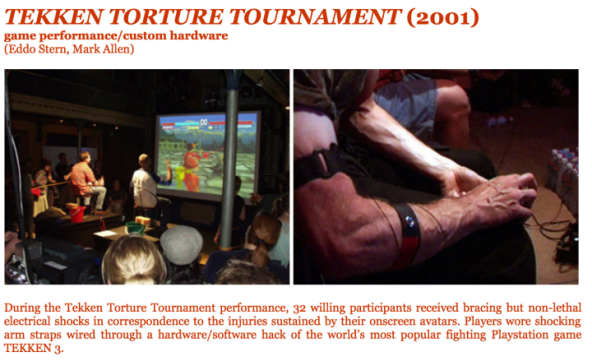 TEKKEN TORTURE TOURNAMENT (2001)
game performance/custom hardware
(Eddo Stern, Mark Allen)
During the Tekken Torture Tournament performance, 32 willing participants received bracing but non-lethal
electrical shocks in correspondence to the injuries sustained by their onscreen avatars. Players wore shocking
arm straps wired through a hardware/software hack of the world's most popular fighting Playstation game
TEKKEN 3.